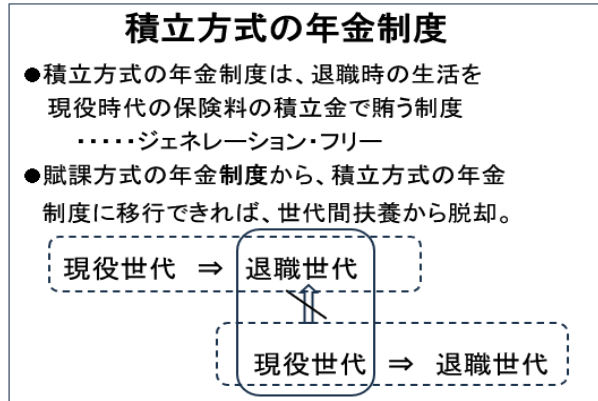 積立方式の年金制度
●積立方式の年金制度は、退職時の生活を
現役時代の保険料の積立金で賄う制度
・・・・・ジェネレーション・フリー
●賦課方式の年金制度から、積立方式の年金
制度に移行できれば、世代間扶養から脱却。
現役世代 ⇒ 退職世代
現役世代 ⇒ 退職世代